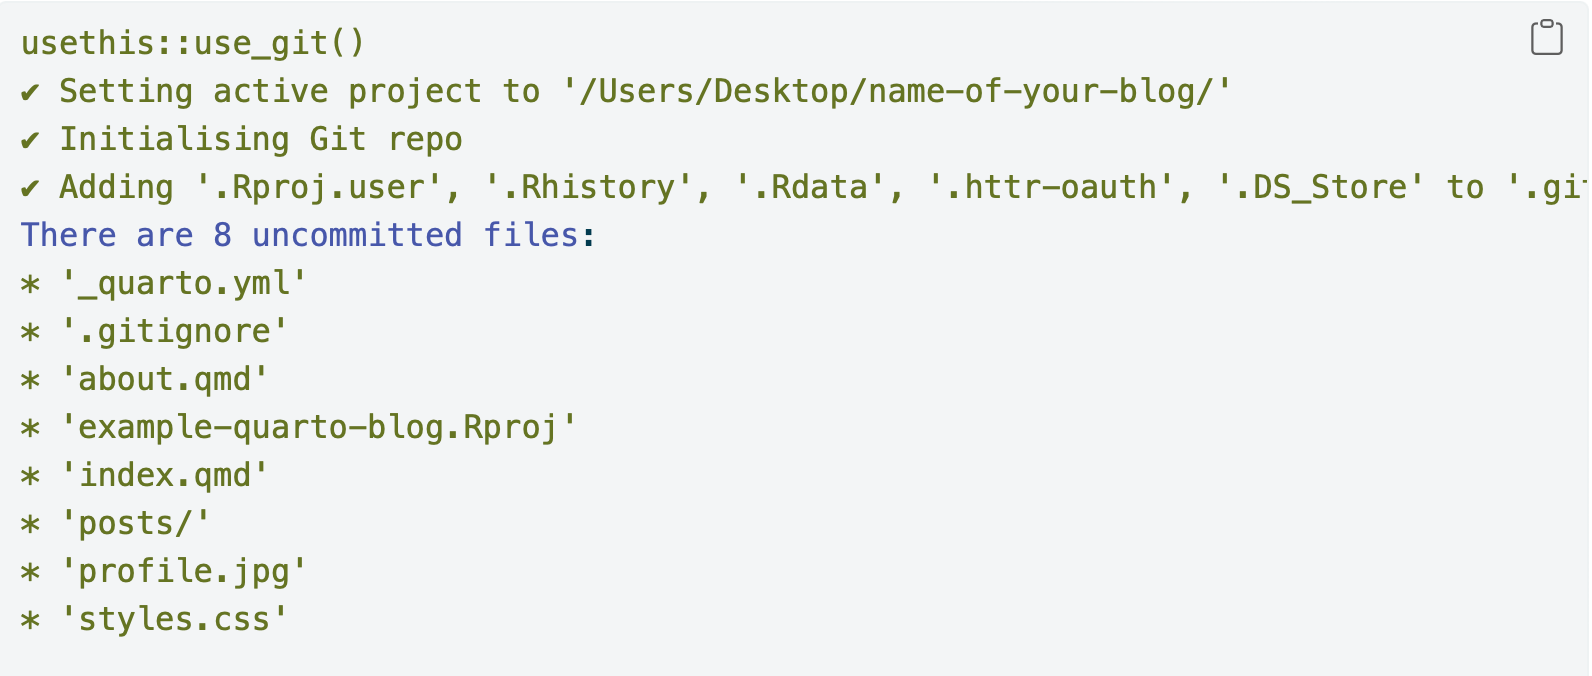 usethis::use_git()
✔ Setting active project to '/Users/Desktop/name-of-your-blog/'
✔ Initialising Git repo
✔ Adding '.Rproj.user', '.Rhistory', '.Rdata', '.httr-oauth', '.DS_Store' to '.gi
There are 8 uncommitted files:
* '_quarto.yml'
* '.gitignore'
* 'about.qmd'
* 'example-quarto-blog.Rproj'
* 'index.qmd'
* 'posts/'
* 'profile.jpg'
* 'styles.css'